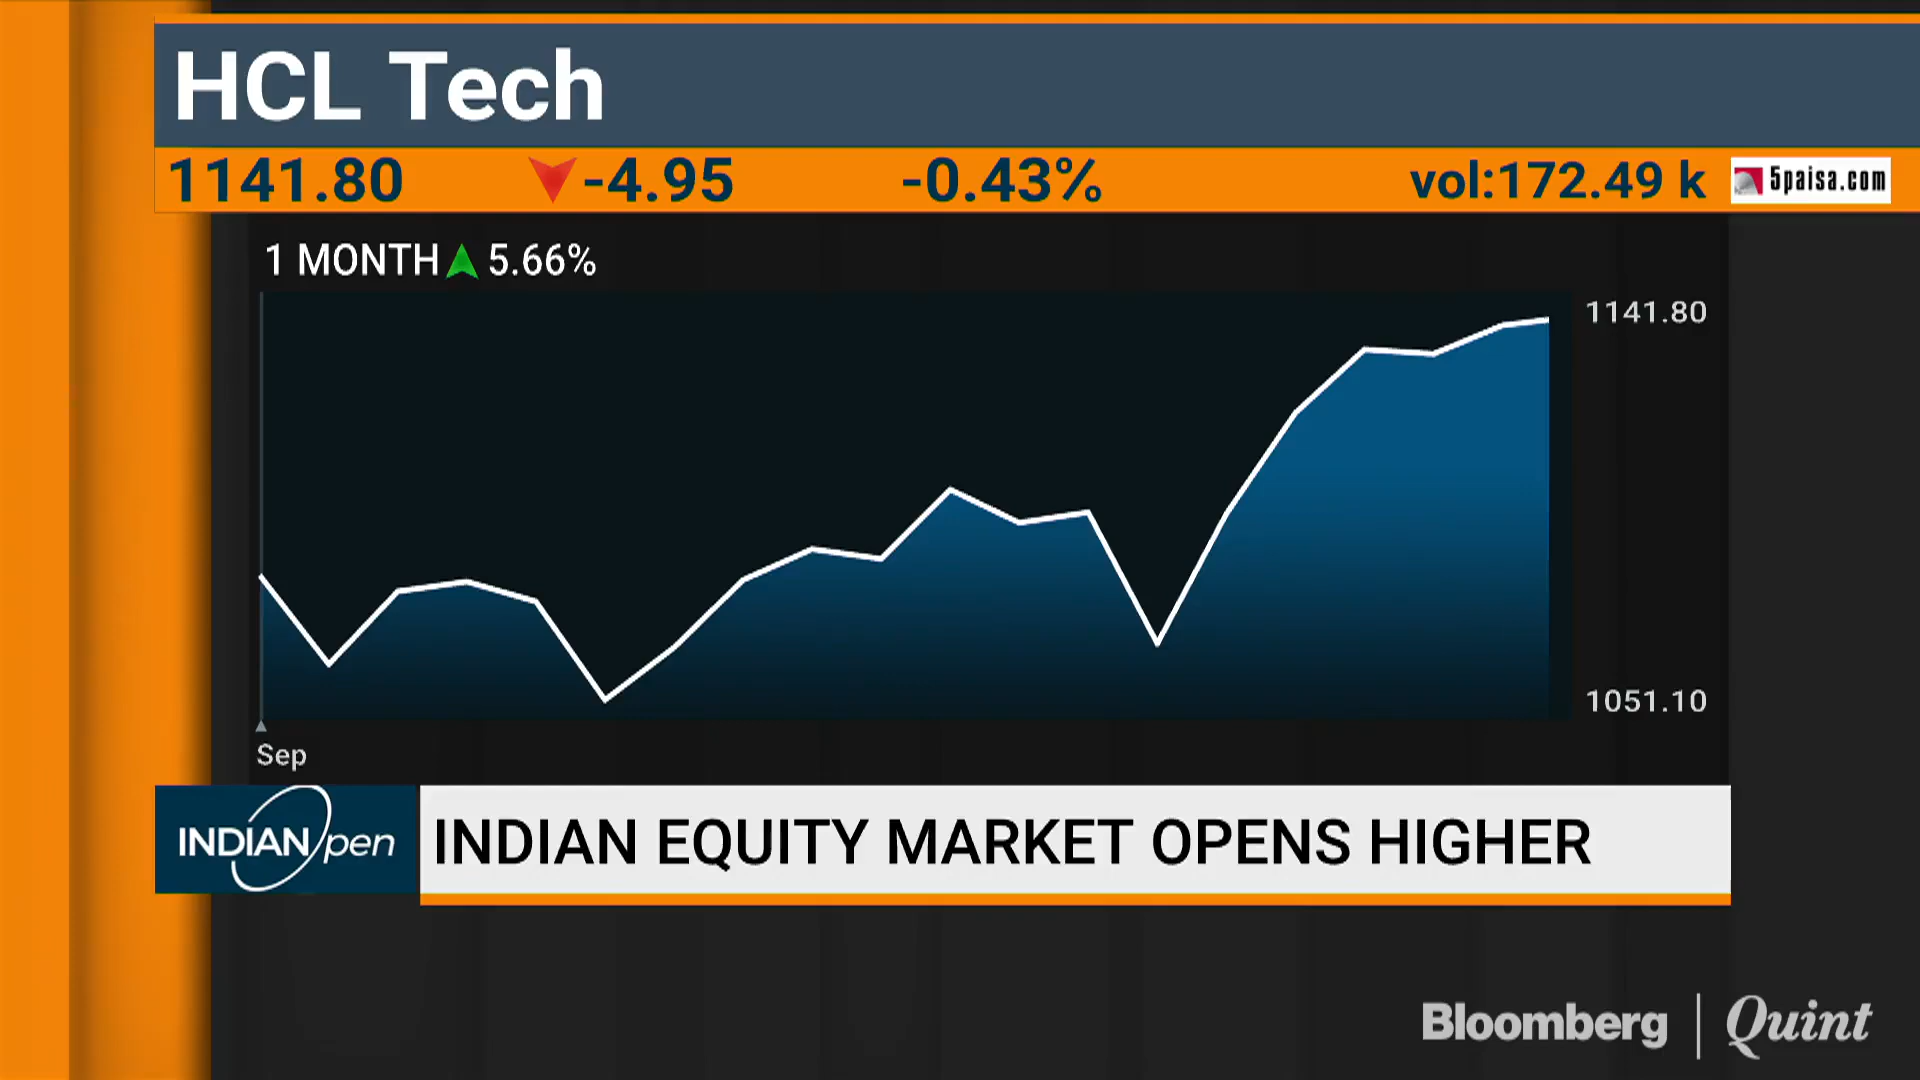 HCL Tech
1141.80 -4.95 -0.43% vol:172.49 k 5paisa.com
1 MONTH 5.66%
1141.80
1051.10
Sep
INDIAN Open INDIAN EQUITY MARKET OPENS HIGHER
Bloomberg | Quint